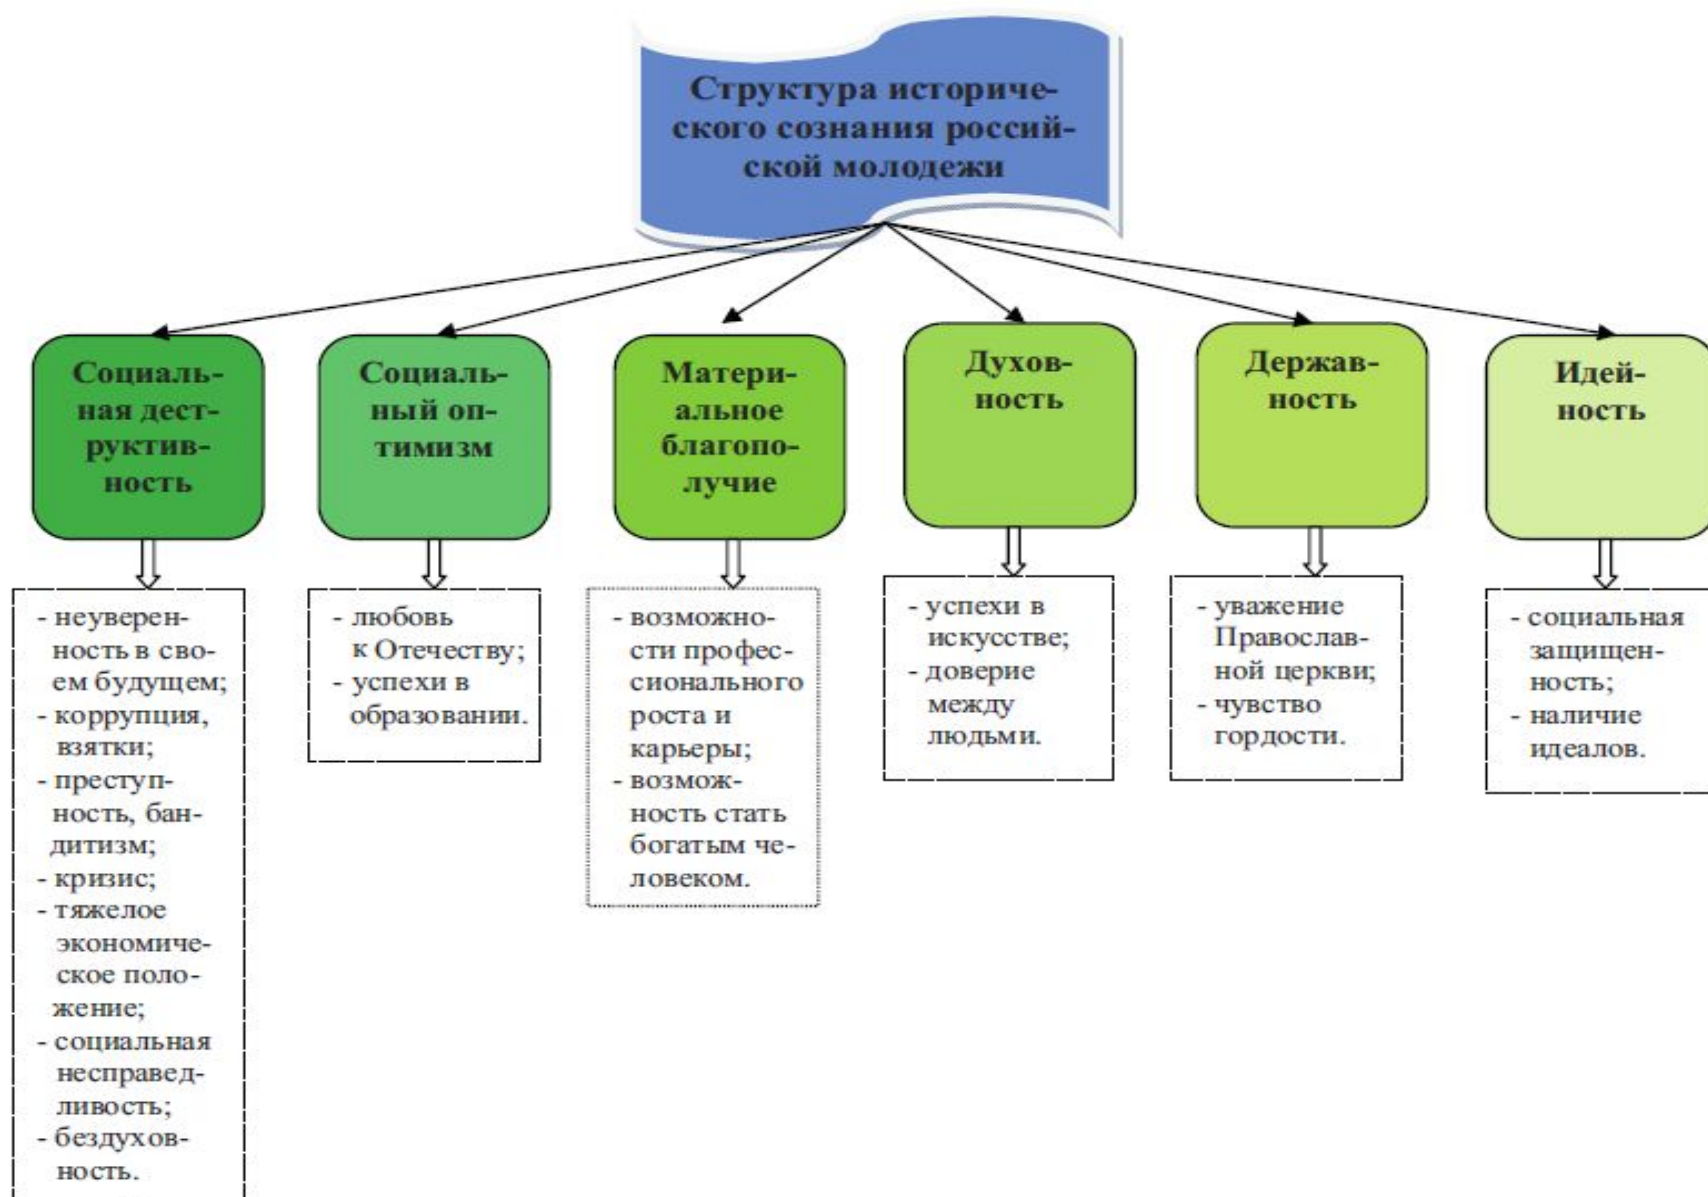 Структура историче-
ского сознания россий-
ской молодежи
Социаль-
ная дест-
руктив-
ность
Социаль-
ный оп-
тимизм
Матери-
альное
благопо-
лучие
Духов-
ность
Держав-
ность
Идей-
ность
- неуверен-
ность в сво-
ем будущем;
- коррупция,
взятки;
- преступ-
ность, бан-
дитизм;
- кризис;
- тяжелое
экономиче-
ское поло-
жение;
- социальная
несправед-
ливость;
- бездухов-
ность.
- любовь
к Отечеству;
- успехи в
образовании.
- возможно-
сти профес-
сионального
роста и
карьеры;
- возмож-
ность стать
богатым че-
ловеком.
- успехи в
искусстве;
- доверие
между
людьми.
- уважение
Православ-
ной церкви;
- чувство
гордости.
- социальная
защищен-
ность;
- наличие
идеалов.